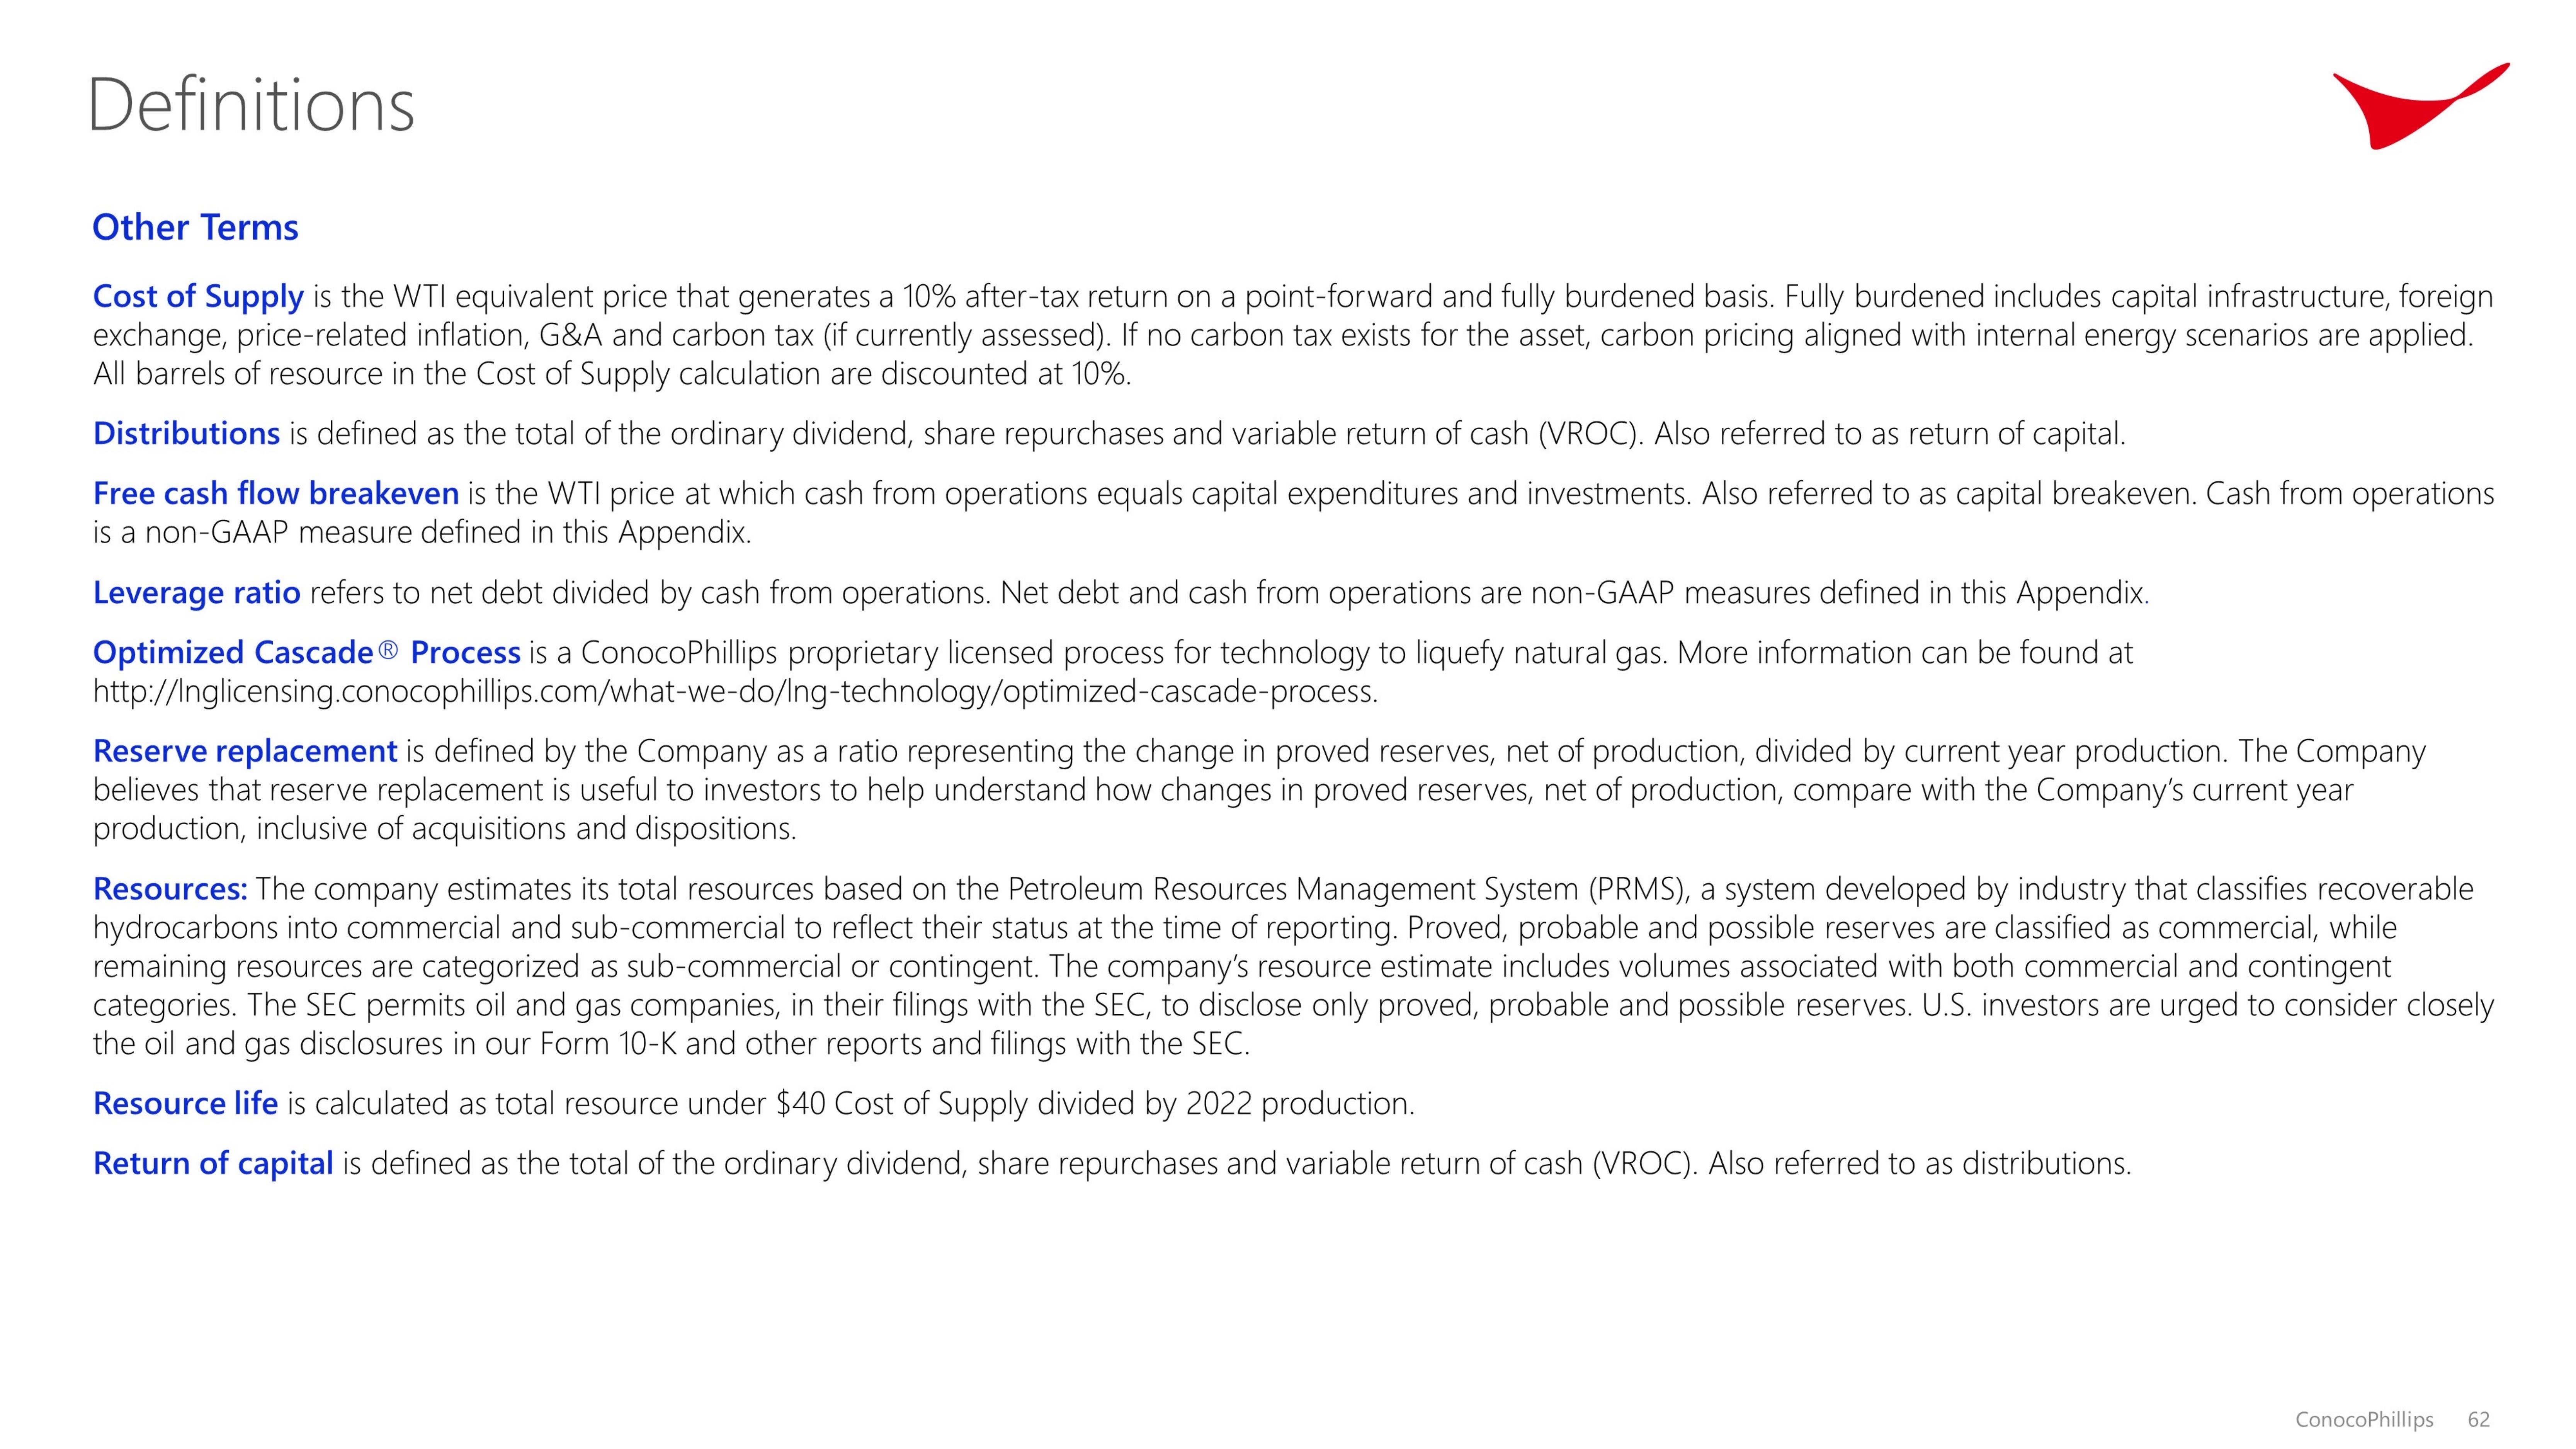 Definitions
Other Terms
Cost of Supply is the WTI equivalent price that generates a 10% after-tax return on a point-forward and fully burdened basis. Fully burdened includes capital infrastructure, foreign
exchange, price-related inflation, G&A and carbon tax (if currently assessed). If no carbon tax exists for the asset, carbon pricing aligned with internal energy scenarios are applied.
All barrels of resource in the Cost of Supply calculation are discounted at 10%.
Distributions is defined as the total of the ordinary dividend, share repurchases and variable return of cash (VROC). Also referred to as return of capital.
Free cash flow breakeven is the WTI price at which cash from operations equals capital expenditures and investments. Also referred to as capital breakeven. Cash from operations
is a non-GAAP measure defined in this Appendix.
Leverage ratio refers to net debt divided by cash from operations. Net debt and cash from operations are non-GAAP measures defined in this Appendix.
Optimized Cascade® Process is a ConocoPhillips proprietary licensed process for technology to liquefy natural gas. More information can be found at
http://lnglicensing.conocophillips.com/what-we-do/lng-technology/optimized-cascade-process.
Reserve replacement is defined by the Company as a ratio representing the change in proved reserves, net of production, divided by current year production. The Company
believes that reserve replacement is useful to investors to help understand how changes in proved reserves, net of production, compare with the Company’s current year
production, inclusive of acquisitions and dispositions.
Resources: The company estimates its total resources based on the Petroleum Resources Management System (PRMS), a system developed by industry that classifies recoverable
hydrocarbons into commercial and sub-commercial to reflect their status at the time of reporting. Proved, probable and possible reserves are classified as commercial, while
remaining resources are categorized as sub-commercial or contingent. The company’s resource estimate includes volumes associated with both commercial and contingent
categories. The SEC permits oil and gas companies, in their filings with the SEC, to disclose only proved, probable and possible reserves. U.S. investors are urged to consider closely
the oil and gas disclosures in our Form 10-K and other reports and filings with the SEC.
Resource life is calculated as total resource under $40 Cost of Supply divided by 2022 production.
Return of capital is defined as the total of the ordinary dividend, share repurchases and variable return of cash (VROC). Also referred to as distributions.
ConocoPhillips 62